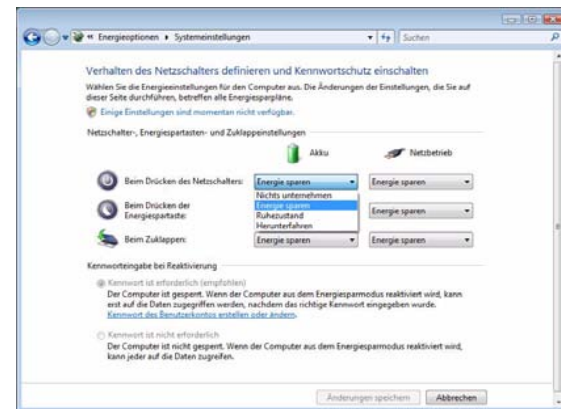 « Energieoptionen ▸ Systemeinstellungen
Suchen
Verhalten des Netzschalters definieren und Kennwortschutz einschalten
Wählen Sie die Energieeinstellungen für den Computer aus. Die Änderungen der Einstellungen, die Sie auf
dieser Seite durchführen, betreffen alle Energiesparpläne.
Einige Einstellungen sind momentan nicht verfügbar.
Netzschalter-, Energiespartasten- und Zuklappeinstellungen
Akku Netzbetrieb
Beim Drücken des Netzschalters: Energie sparen Energie sparen
Nichts unternehmen
Energie sparen
Ruhezustand
Herunterfahren
Beim Drücken der
Energiespartaste: Energie sparen
Beim Zuklappen: Energie sparen Energie sparen
Kennworteingabe bei Reaktivierung
Kennwort ist erforderlich (empfohlen)
Der Computer ist gesperrt. Wenn der Computer aus dem Energiesparmodus reaktiviert wird, kann
erst auf die Daten zugegriffen werden, nachdem das richtige Kennwort eingegeben wurde.
Kennwort des Benutzerkontos erstellen oder ändern.
Kennwort ist nicht erforderlich
Der Computer ist nicht gesperrt. Wenn der Computer aus dem Energiesparmodus reaktiviert wird,
kann jeder auf die Daten zugreifen.
Änderungen speichern Abbrechen